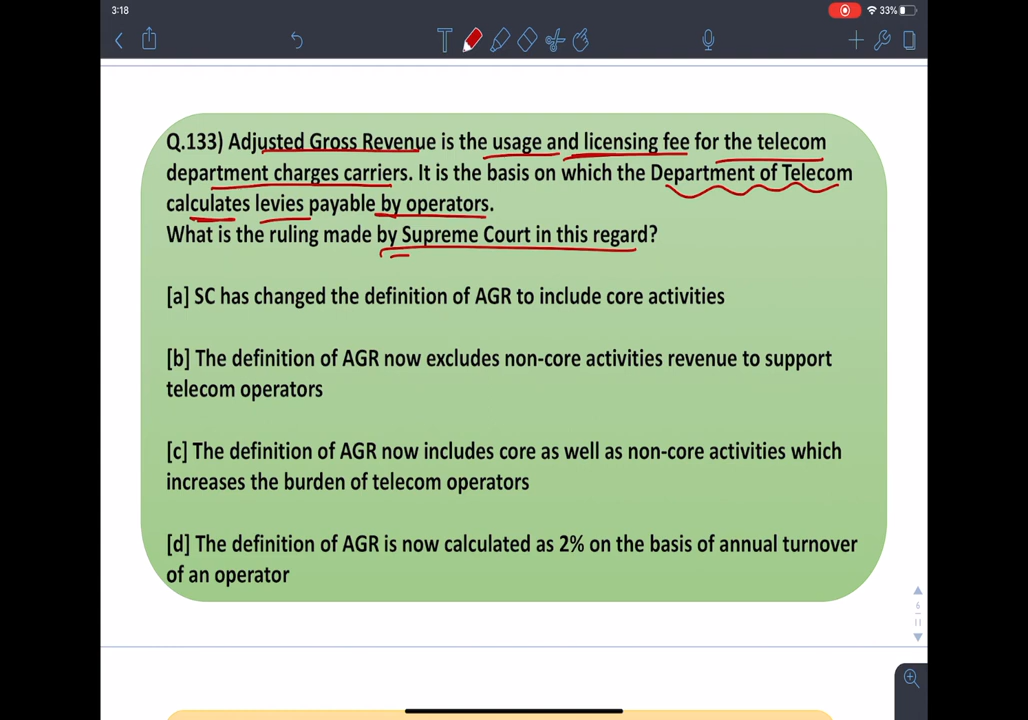 3:18
33%
T
Q.133) Adjusted Gross Revenue is the usage and licensing fee for the telecom
department charges carriers. It is the basis on which the Department of Telecom
calculates levies payable by operators.
What is the ruling made by Supreme Court in this regard?
[a] SC has changed the definition of AGR to include core activities
[b] The definition of AGR now excludes non-core activities revenue to support
telecom operators
[c] The definition of AGR now includes core as well as non-core activities which
increases the burden of telecom operators
[d] The definition of AGR is now calculated as 2% on the basis of annual turnover
of an operator
6
11